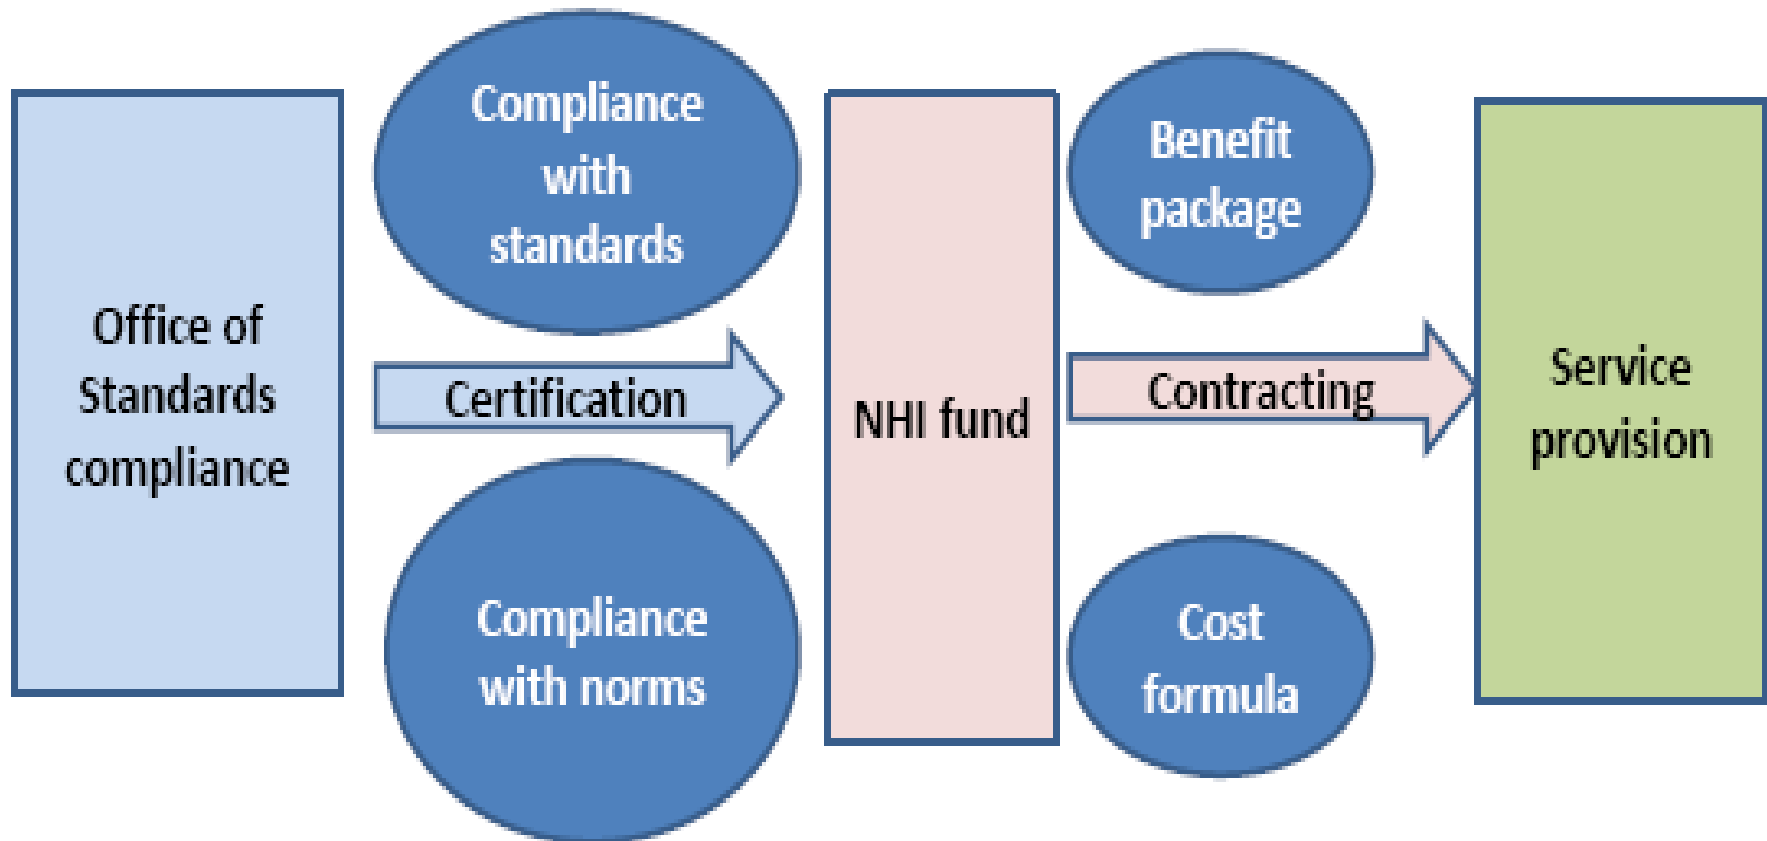 Office of
Standards
compliance
Compliance
with
standards
Certification
Compliance
with norms
NHI fund
Benefit
package
Contracting
Cost
formula
Service
provision